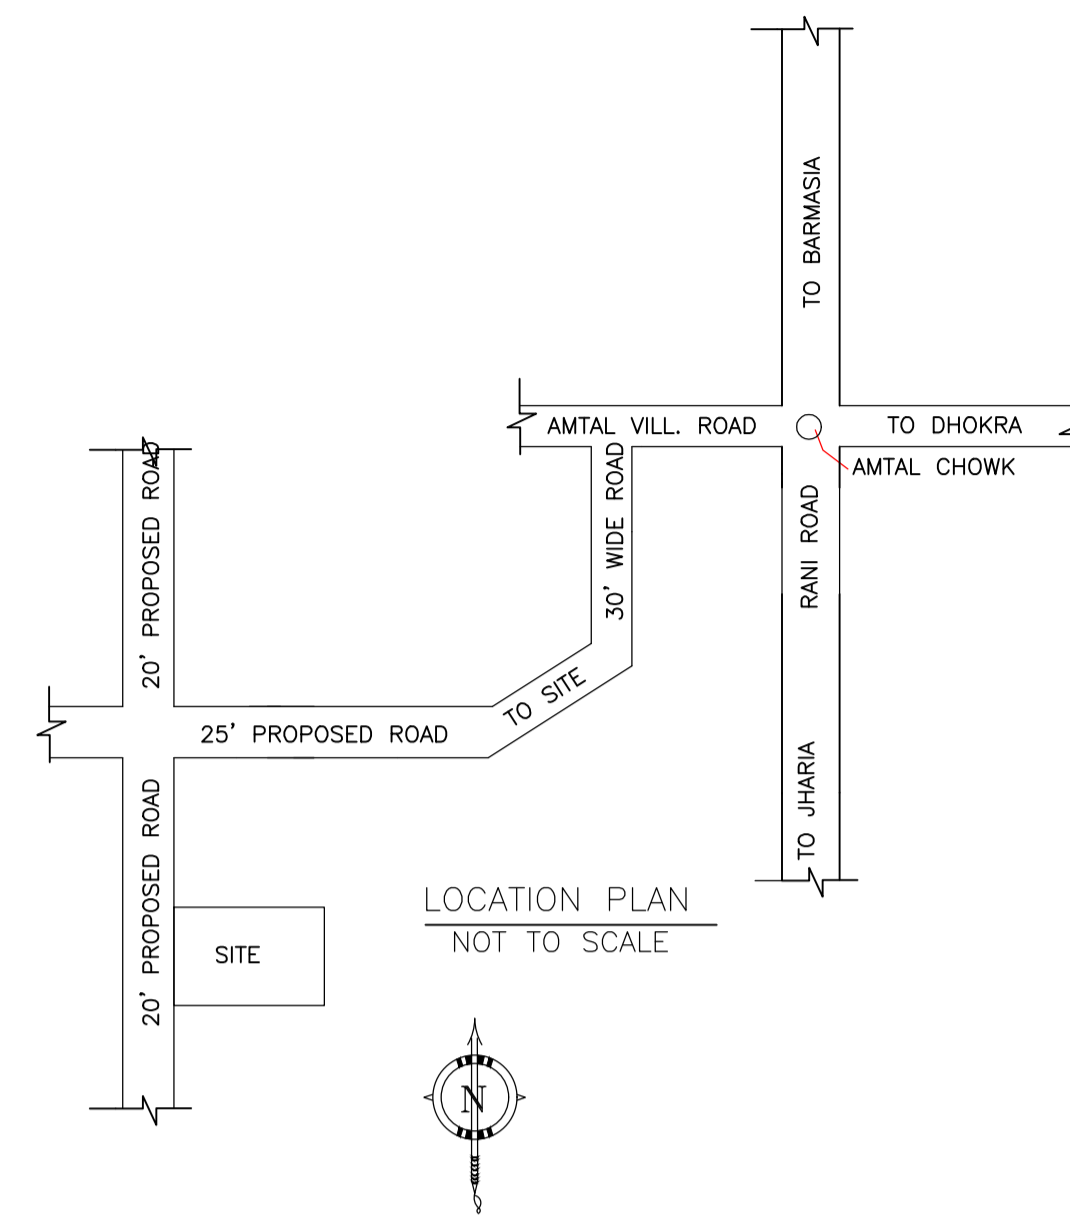 TO BARMASIA
AMTAL VILL. ROAD
TO DHOKRA
AMTAL CHOWK
RANI ROAD
TO JHARIA
30' WIDE ROAD
TO SITE
20' PROPOSED ROAD
25' PROPOSED ROAD
20' PROPOSED ROAD
SITE
LOCATION PLAN
NOT TO SCALE
N